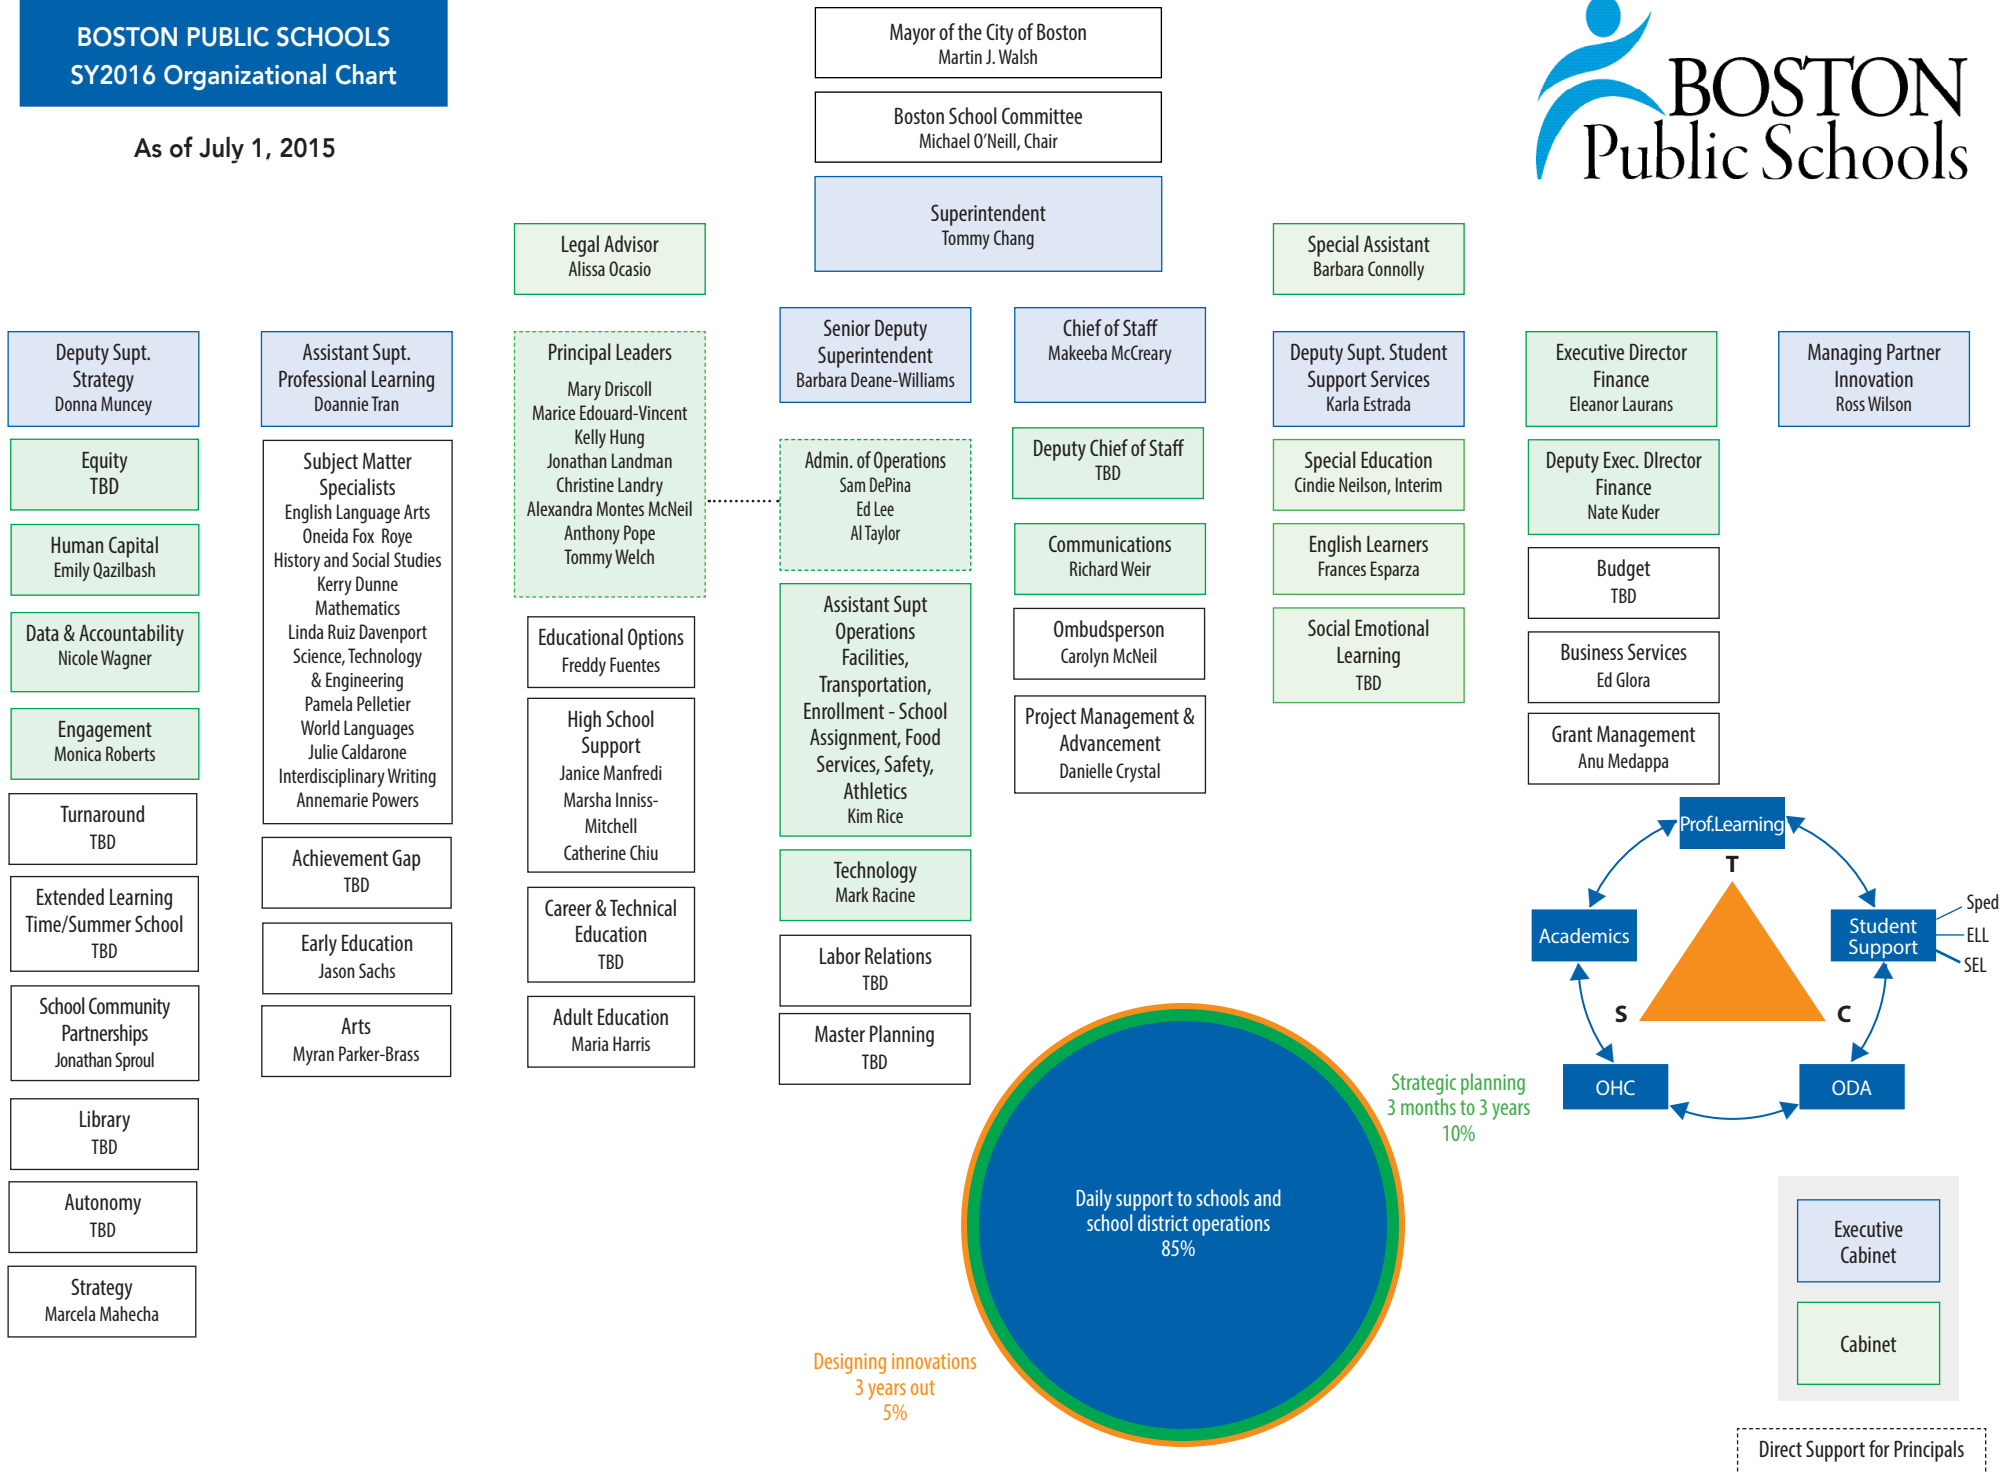 BOSTON PUBLIC SCHOOLS
SY2016 Organizational Chart
As of July 1, 2015
Mayor of the City of Boston
Martin J. Walsh
Boston School Committee
Michael O'Neill, Chair
Superintendent
Tommy Chang
BOSTON
Public Schools
Legal Advisor
Alissa Ocasio
Special Assistant
Barbara Connolly
Deputy Supt.
Strategy
Donna Muncey
Equity
TBD
Human Capital
Emily Qazilbash
Data & Accountability
Nicole Wagner
Engagement
Monica Roberts
Turnaround
TBD
Extended Learning
Time/Summer School
TBD
School Community
Partnerships
Jonathan Sproul
Library
TBD
Autonomy
TBD
Strategy
Marcela Mahecha
Assistant Supt.
Professional Learning
Doannie Tran
Subject Matter
Specialists
English Language Arts
Oneida Fox Roye
History and Social Studies
Kerry Dunne
Mathematics
Linda Ruiz Davenport
Science, Technology
& Engineering
Pamela Pelletier
World Languages
Julie Caldarone
Interdisciplinary Writing
Annemarie Powers
Achievement Gap
TBD
Early Education
Jason Sachs
Arts
Myran Parker-Brass
Principal Leaders
Mary Driscoll
Marice Edouard-Vincent
Kelly Hung
Jonathan Landman
Christine Landry
Alexandra Montes McNeil
Anthony Pope
Tommy Welch
Educational Options
Freddy Fuentes
High School
Support
Janice Manfredi
Marsha Inniss-
Mitchell
Catherine Chiu
Career & Technical
Education
TBD
Adult Education
Maria Harris
Senior Deputy
Superintendent
Barbara Deane-Williams
Admin. of Operations
Sam DePina
Ed Lee
Al Taylor
Assistant Supt
Operations
Facilities,
Transportation,
Enrollment - School
Assignment, Food
Services, Safety,
Athletics
Kim Rice
Technology
Mark Racine
Labor Relations
TBD
Master Planning
TBD
Chief of Staff
Makeeba McCreary
Deputy Chief of Staff
TBD
Communications
Richard Weir
Ombudsperson
Carolyn McNeil
Project Management &
Advancement
Danielle Crystal
Deputy Supt. Student
Support Services
Karla Estrada
Special Education
Cindie Neilson, Interim
English Learners
Frances Esparza
Social Emotional
Learning
TBD
Executive Director
Finance
Eleanor Laurans
Deputy Exec. DIrector
Finance
Nate Kuder
Budget
TBD
Business Services
Ed Glora
Grant Management
Anu Medappa
Managing Partner
Innovation
Ross Wilson
Prof.Learning
T
Academics
Student
Support
Sped
ELL
SEL
S
C
OHC
ODA
Strategic planning
3 months to 3 years
10%
Daily support to schools and
school district operations
85%
Designing innovations
3 years out
5%
Executive
Cabinet
Cabinet
Direct Support for Principals